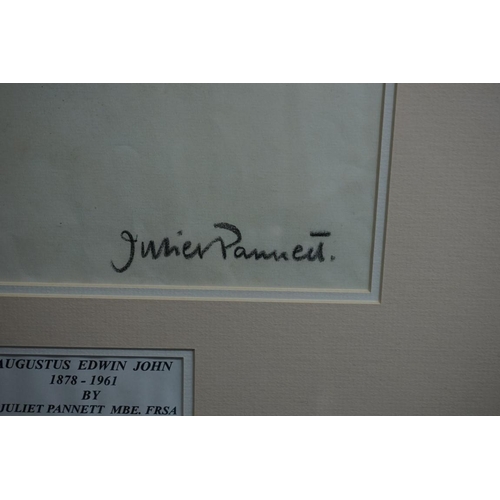 Juliet Pannett.
AUGUSTUS EDWIN JOHN
1878 - 1961
BY
JULIET PANNETT MBE, FRSA